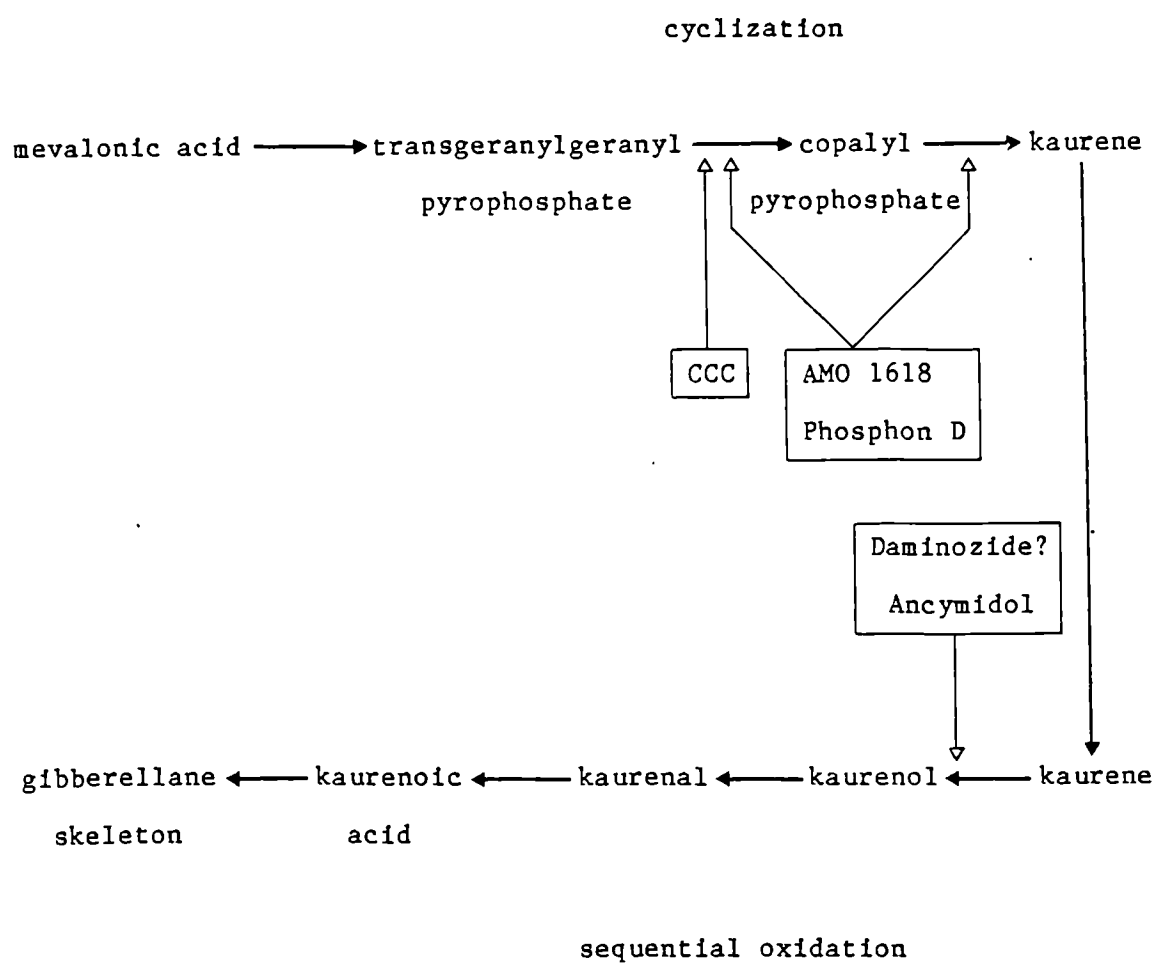 cyclization
mevalonic acid transgeranylgeranyl copalyl kaurene
pyrophosphate pyrophosphate
CCC AMO 1618
Phosphon D
Daminozide?
Ancymidol
gibberellane kaurenoic kaurenal kaurenol kaurene
skeleton acid
sequential oxidation